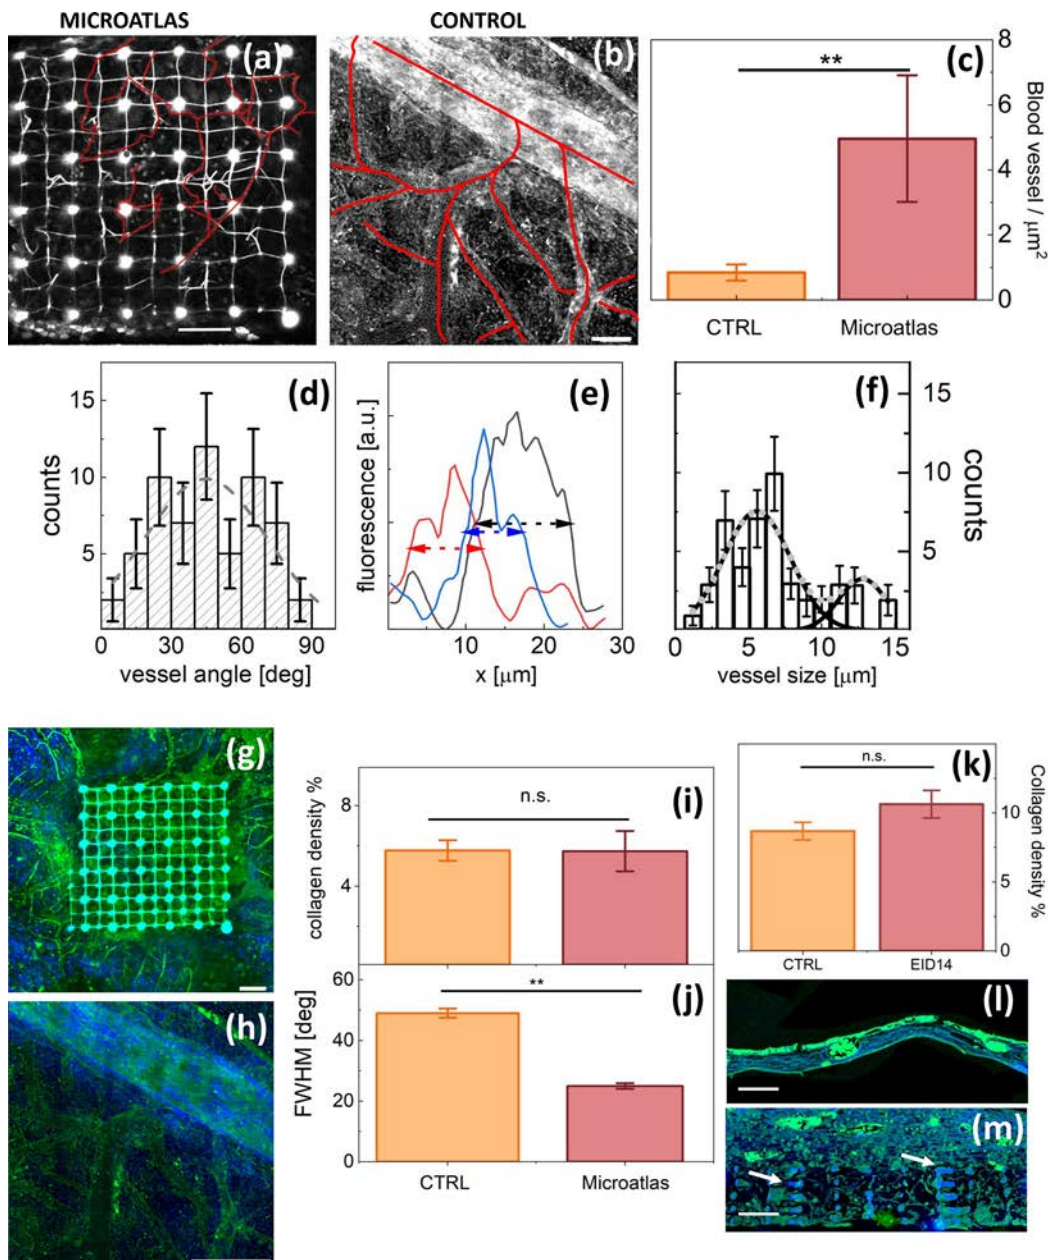 MICROATLAS CONTROL
(a) (b) (c)
**
8
6
4
2
0
Blood vessel / μm²
CTRL Microatlas
(d) (e) (f)
counts
15
10
5
0 30 60 90
vessel angle [deg]
fluorescence [a.u.]
10 20 30
x [μm]
15
10
5
counts
0 5 10 15
vessel size [μm]
(g) (h)
(i)
n.s.
collagen density %
8
4
(j)
**
FWHM [deg]
60
40
20
0
CTRL Microatlas
(k)
n.s.
Collagen density %
10
5
0
CTRL EID14
(l)
(m)